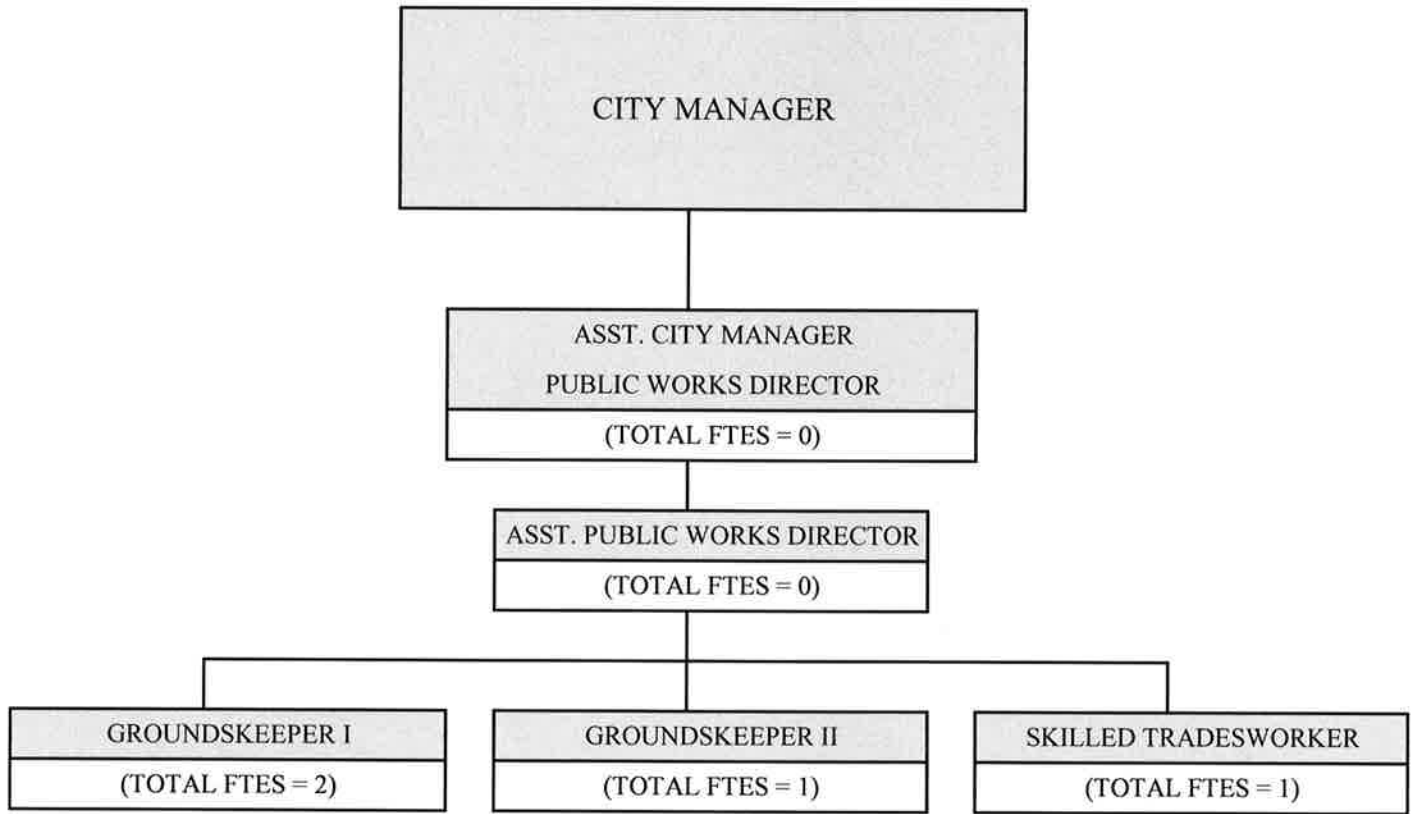 CITY MANAGER
ASST. CITY MANAGER
PUBLIC WORKS DIRECTOR
(TOTAL FTES = 0)
ASST. PUBLIC WORKS DIRECTOR
(TOTAL FTES = 0)
GROUNDSKEEPER I
(TOTAL FTES = 2)
GROUNDSKEEPER II
(TOTAL FTES = 1)
SKILLED TRADESWORKER
(TOTAL FTES = 1)